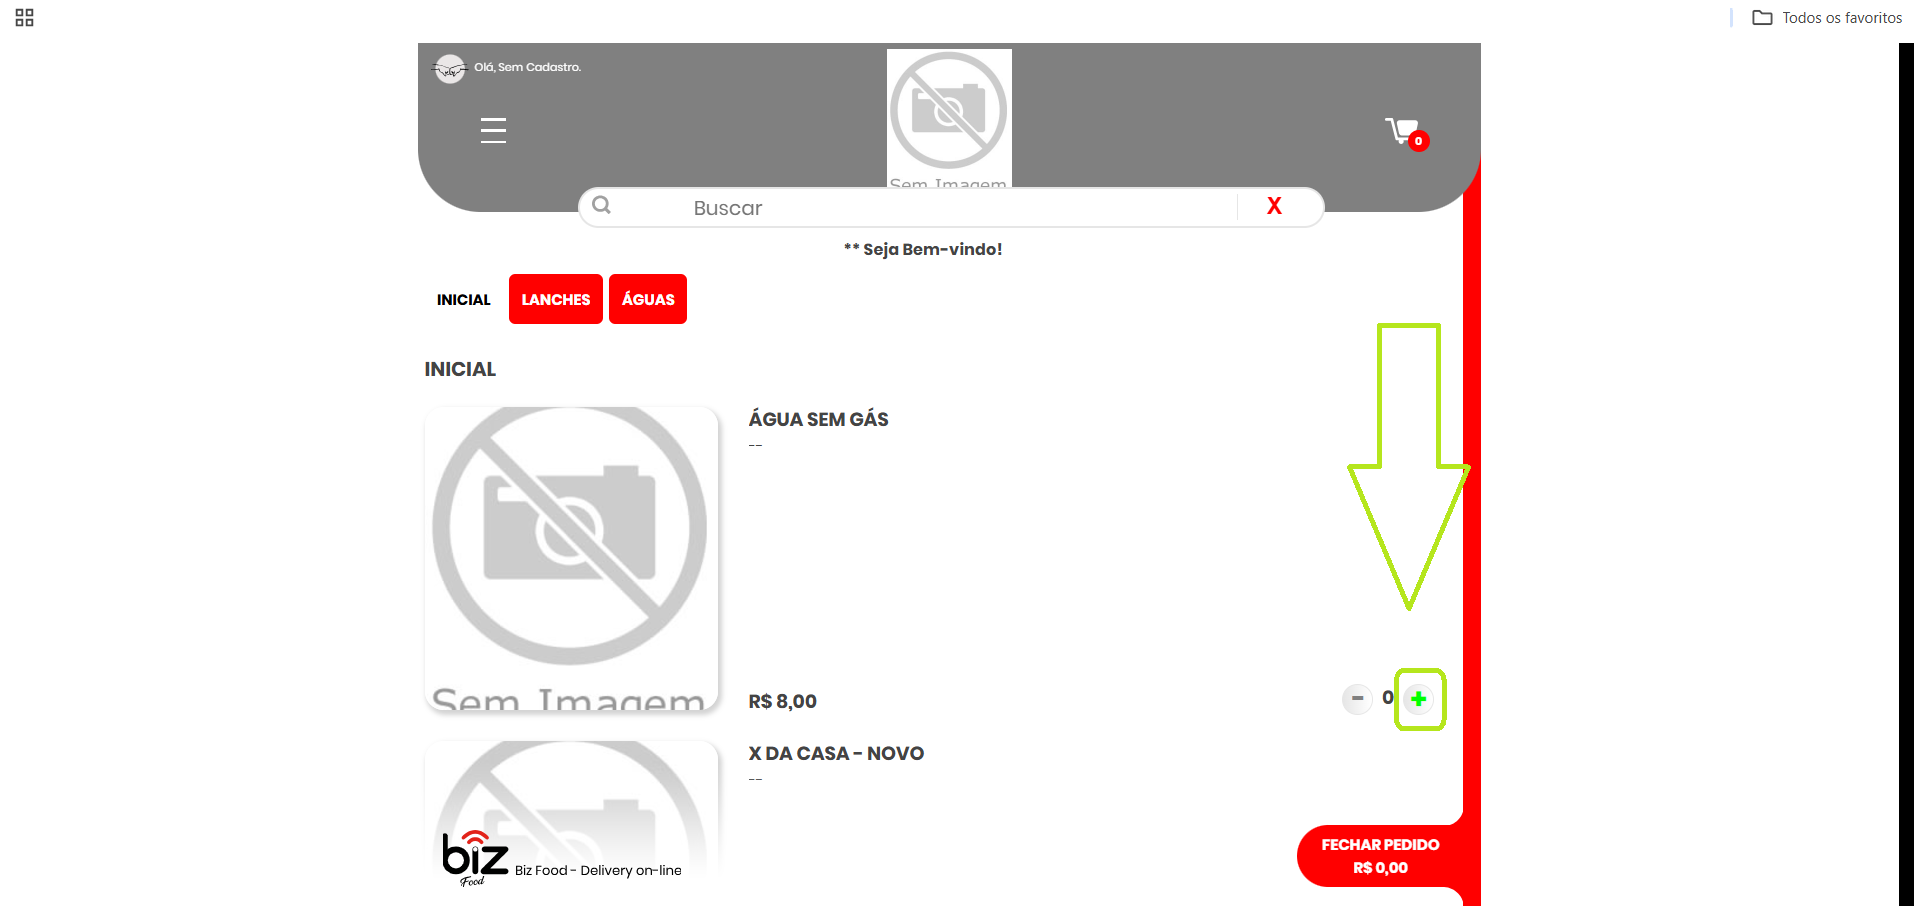 Todos os favoritos
Olá, Sem Cadastro.
0
Sem Imagem
Buscar
X
** Seja Bem-vindo!
INICIAL
LANCHES
ÁGUAS
INICIAL
ÁGUA SEM GÁS
--
Sem Imagem
R$ 8,00
- 0 +
X DA CASA - NOVO
--
biz
Food
Biz Food - Delivery on-line
FECHAR PEDIDO
R$ 0,00